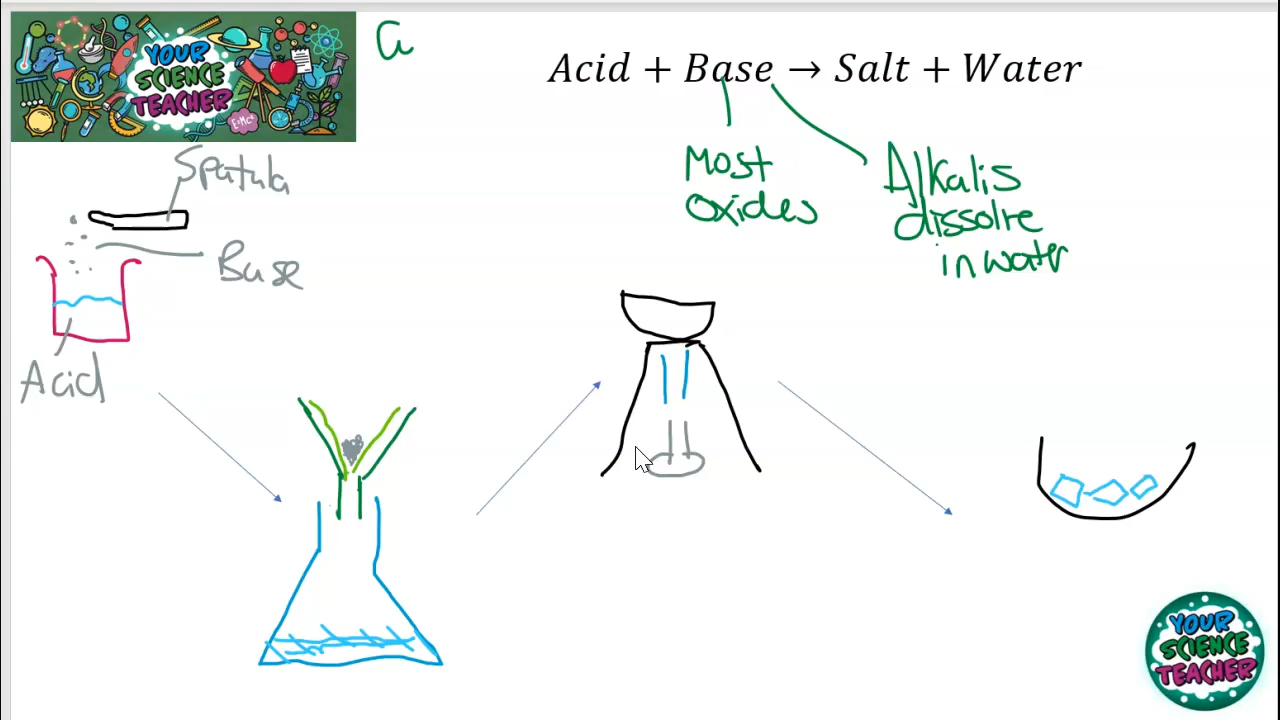 YOUR
SCIENCE
TEACHER
E=Mc²
Acid + Base → Salt + Water
Most
oxides
Alkalis
dissolve
in water
Spatula
Base
Acid
YOUR
SCIENCE
TEACHER